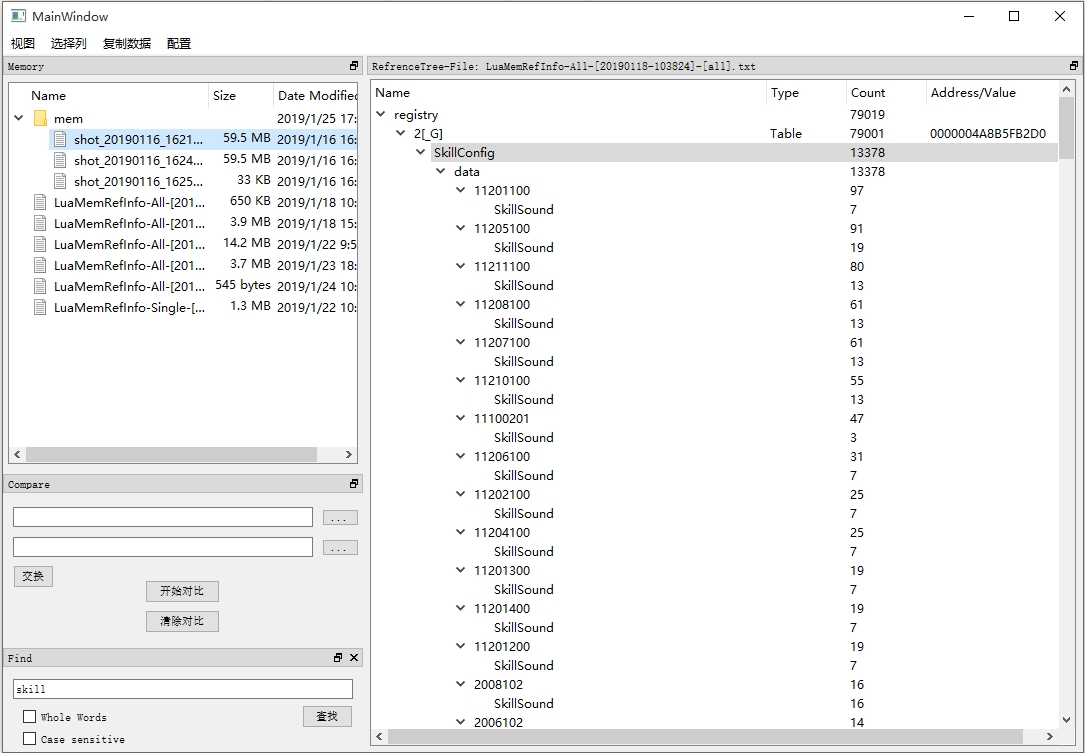 MainWindow
视图 选择列 复制数据 配置
Memory
Name Size Date Modified
mem 2019/1/25 17:
shot_20190116_1621... 59.5 MB 2019/1/16 16:
shot_20190116_1624... 59.5 MB 2019/1/16 16:
shot_20190116_1625... 33 KB 2019/1/16 16:
LuaMemRefInfo-All-[201... 650 KB 2019/1/18 10:
LuaMemRefInfo-All-[201... 3.9 MB 2019/1/18 15:
LuaMemRefInfo-All-[201... 14.2 MB 2019/1/22 9:5
LuaMemRefInfo-All-[201... 3.7 MB 2019/1/23 18:
LuaMemRefInfo-All-[201... 545 bytes 2019/1/24 10:
LuaMemRefInfo-Single-[... 1.3 MB 2019/1/22 10:
Compare
...
...
交换
开始对比
清除对比
Find
skill
Whole Words 查找
Case sensitive
RefrenceTree-File: LuaMemRefInfo-All-[20190118-103824]-[all].txt
Name Type Count Address/Value
registry 79019
2[_G] Table 79001 0000004A8B5FB2D0
SkillConfig 13378
data 13378
11201100 97
SkillSound 7
11205100 91
SkillSound 19
11211100 80
SkillSound 13
11208100 61
SkillSound 13
11207100 61
SkillSound 13
11210100 55
SkillSound 13
11100201 47
SkillSound 3
11206100 31
SkillSound 7
11202100 25
SkillSound 7
11204100 25
SkillSound 7
11201300 19
SkillSound 7
11201400 19
SkillSound 7
11201200 19
SkillSound 7
2008102 16
SkillSound 16
2006102 14